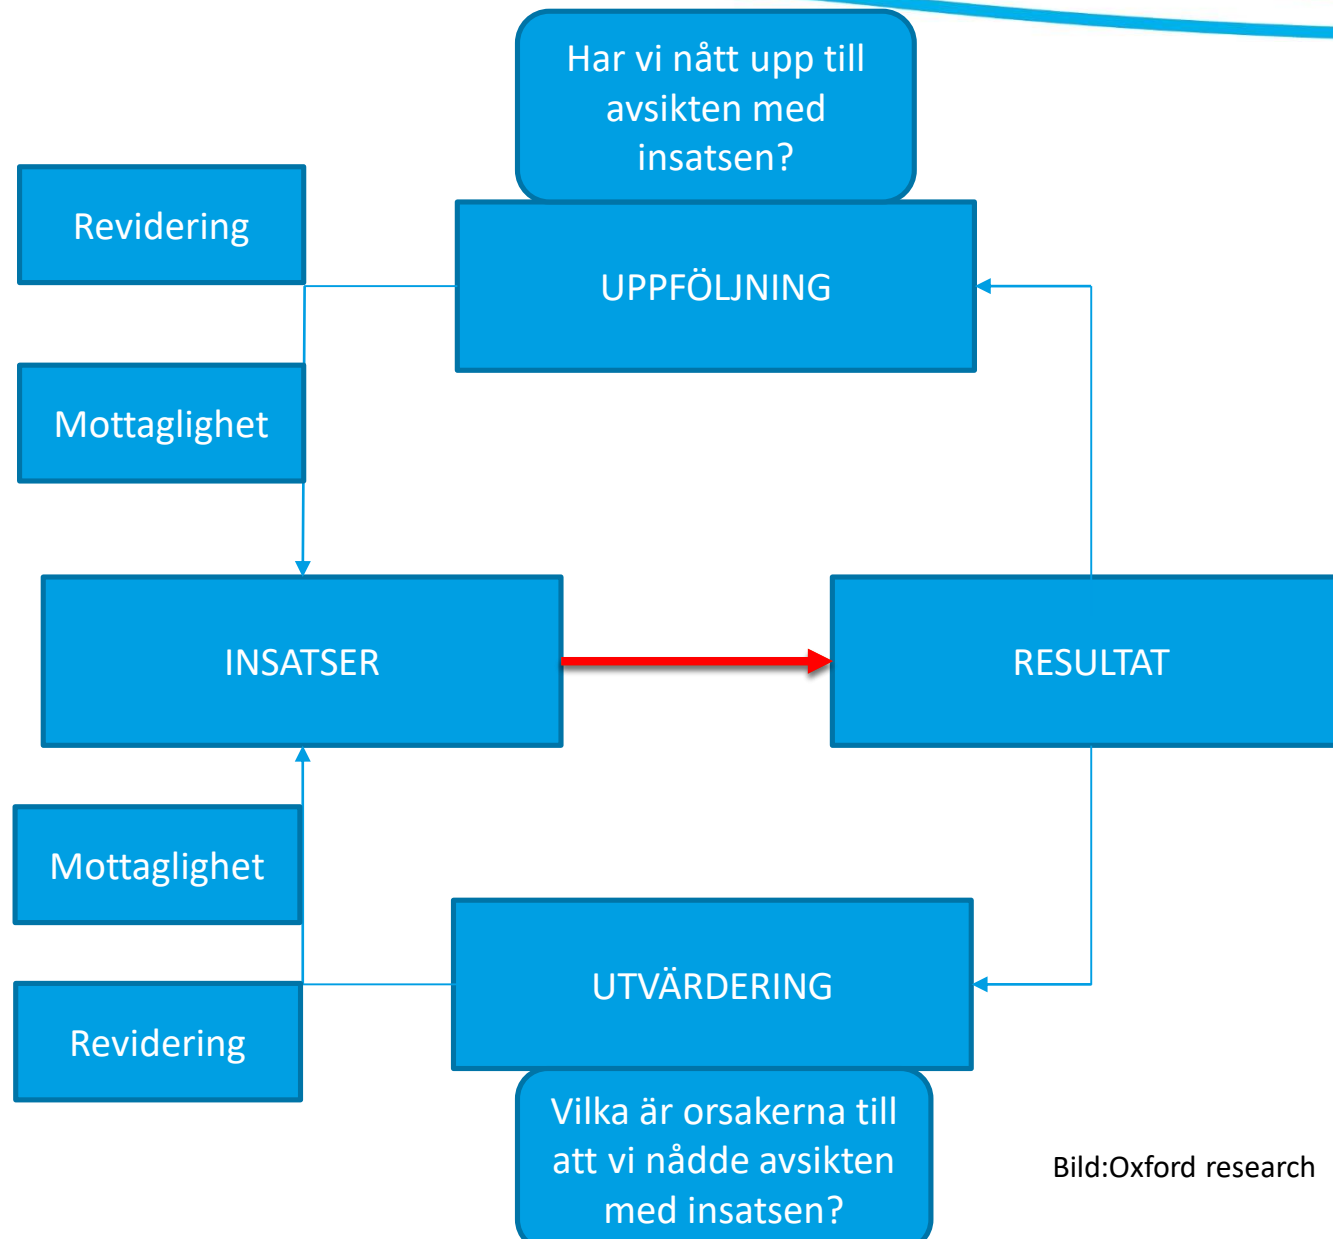 Har vi nått upp till
avsikten med
insatsen?
Revidering
UPPFÖLJNING
Mottaglighet
INSATSER
RESULTAT
Mottaglighet
UTVÄRDERING
Revidering
Vilka är orsakerna till
att vi nådde avsikten
med insatsen?
Bild:Oxford research